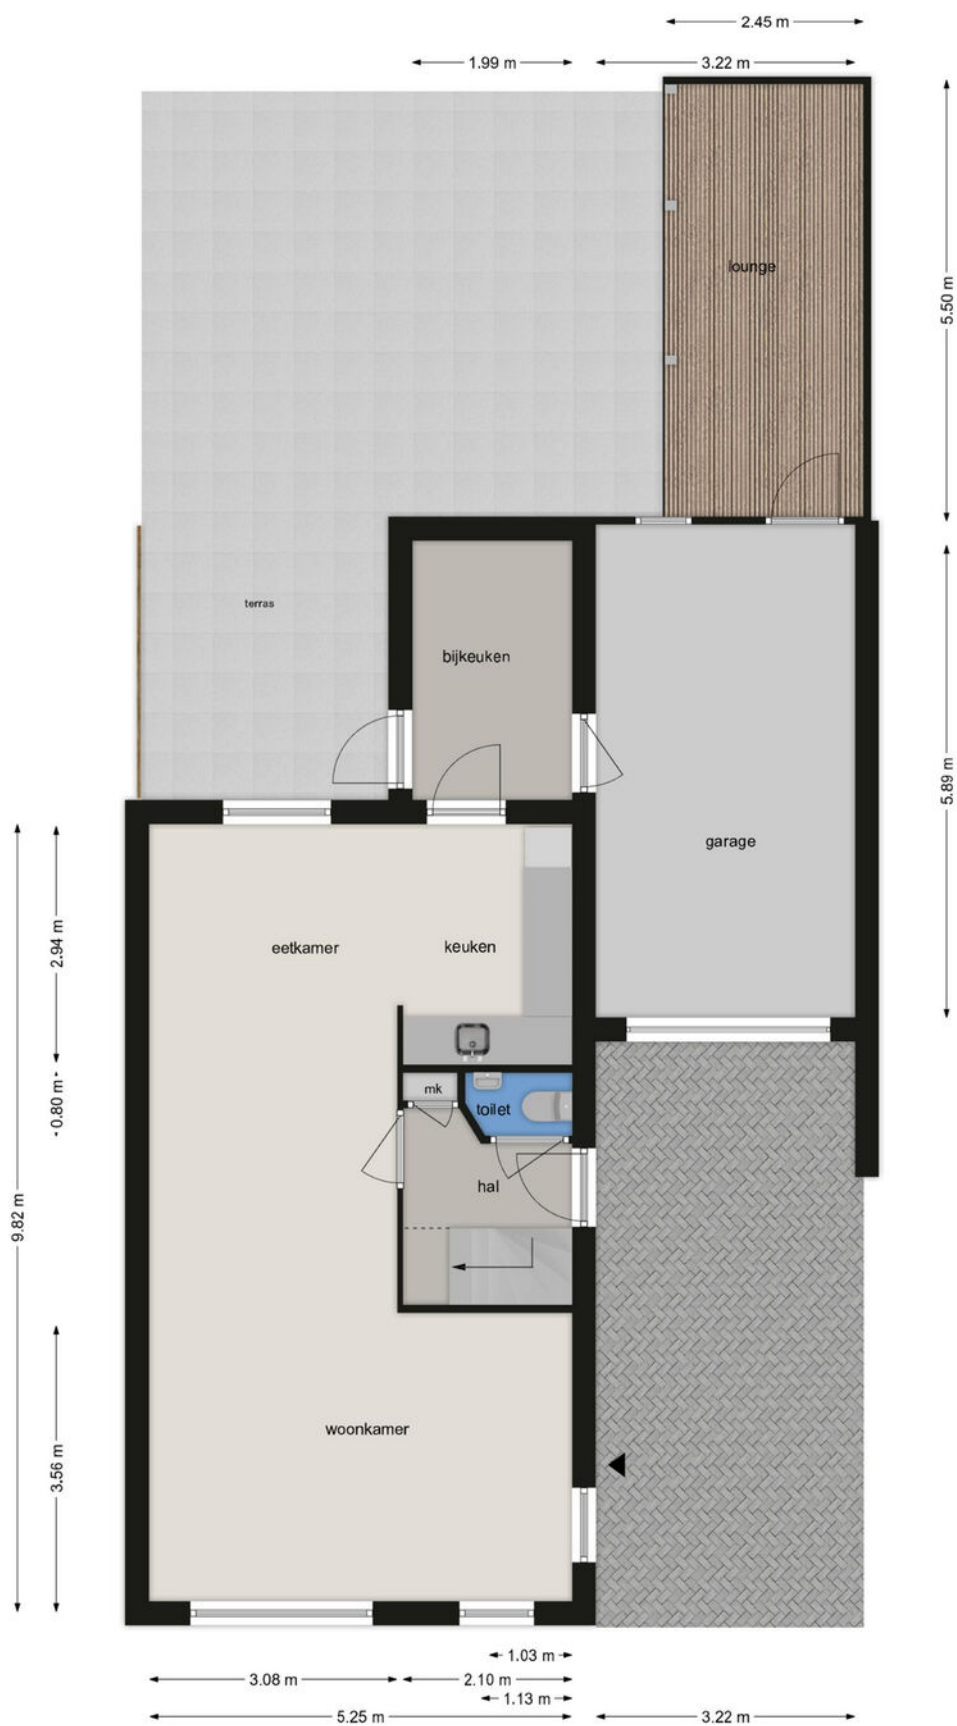 2.45 m
1.99 m
3.22 m
lounge
5.50 m
terras
bijkeuken
5.89 m
garage
2.94 m
eetkamer
keuken
0.80 m
mk
toilet
hal
9.82 m
woonkamer
3.56 m
1.03 m
3.08 m
2.10 m
1.13 m
5.25 m
3.22 m